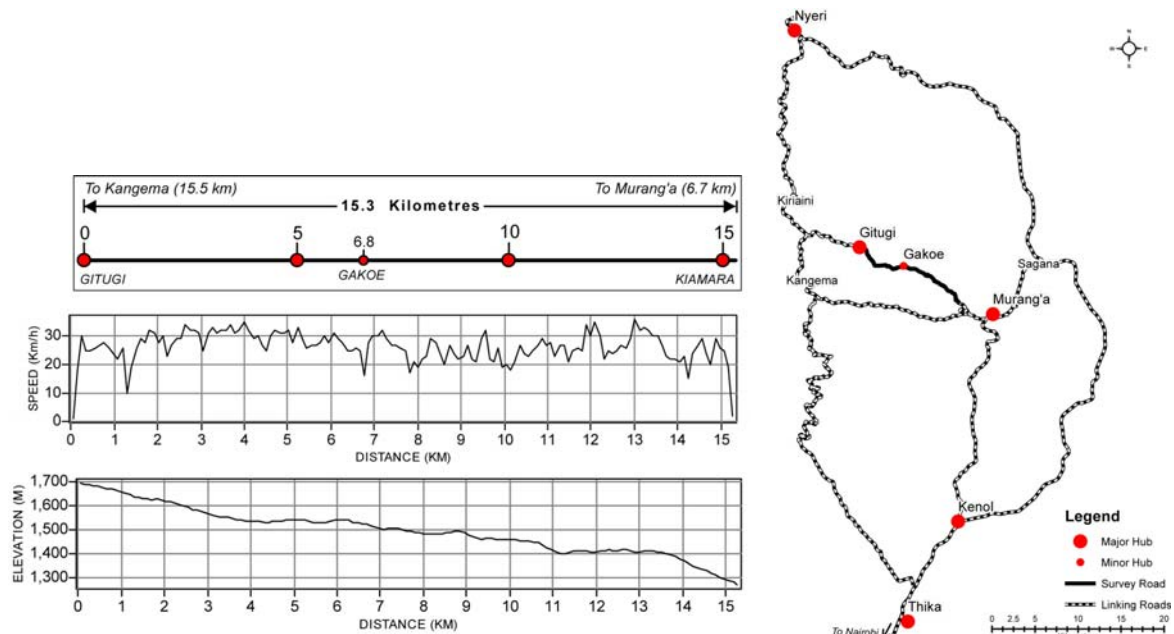 To Kangema (15.5 km) To Murang'a (6.7 km)
15.3 Kilometres
0 5 6.8 10 15
GITUGI GAKOE KIAMARA
SPEED (Km/h)
30
20
10
0
0 1 2 3 4 5 6 7 8 9 10 11 12 13 14 15
DISTANCE (KM)
ELEVATION (M)
1,700
1,600
1,500
1,400
1,300
0 1 2 3 4 5 6 7 8 9 10 11 12 13 14 15
DISTANCE (KM)
Nyeri
N
W E
S
Kiriaini
Gitugi
Gakoe
Sagana
Kangema
Murang'a
Kenol
Legend
Major Hub
Minor Hub
Survey Road
Linking Roads
Thika
To Nairobi
0 2.5 5 10 15 20